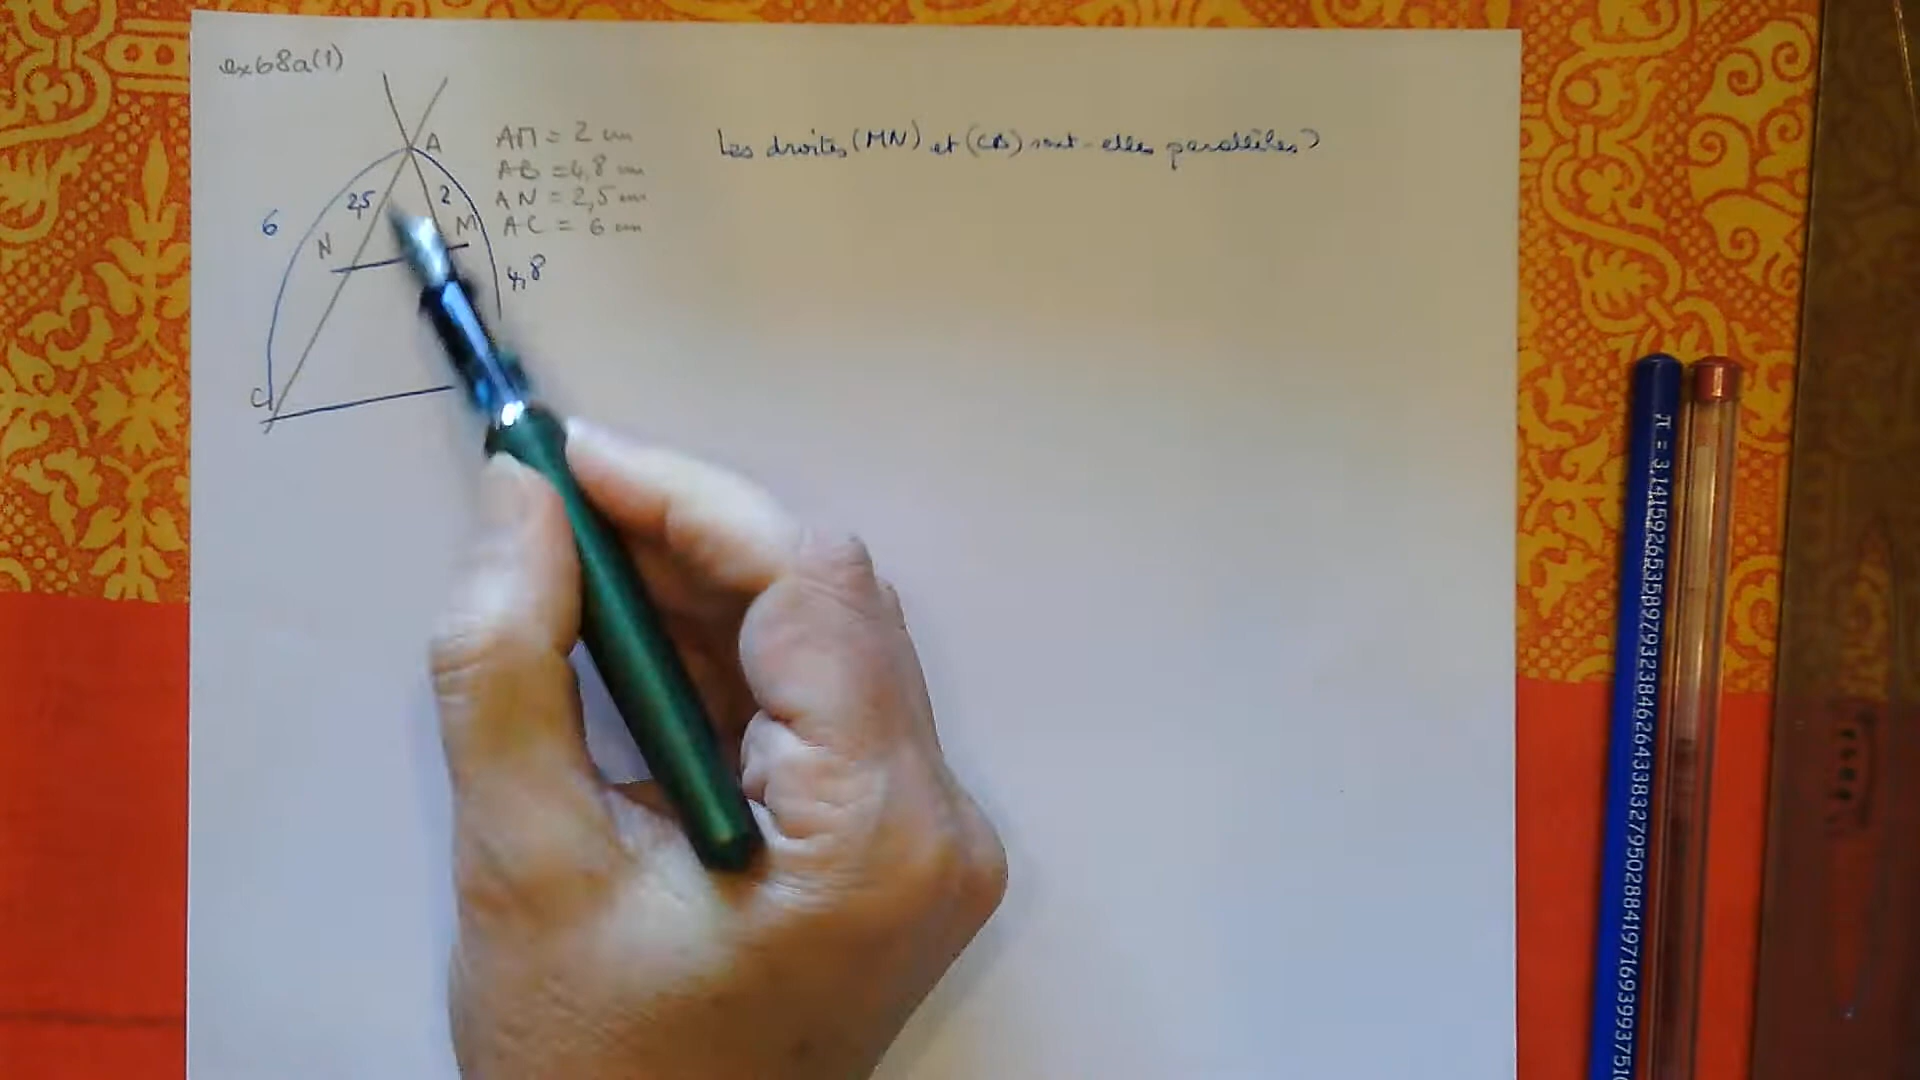 ex68a(1)
A
AM = 2 cm
AB = 4,8 cm
AN = 2,5 cm
AC = 6 cm
Les droites (MN) et (CB) sont-elles parallèles ?
6
2,5
2
N
M
4,8
C
π = 3,14159265358979323846264338327950288419716939937510